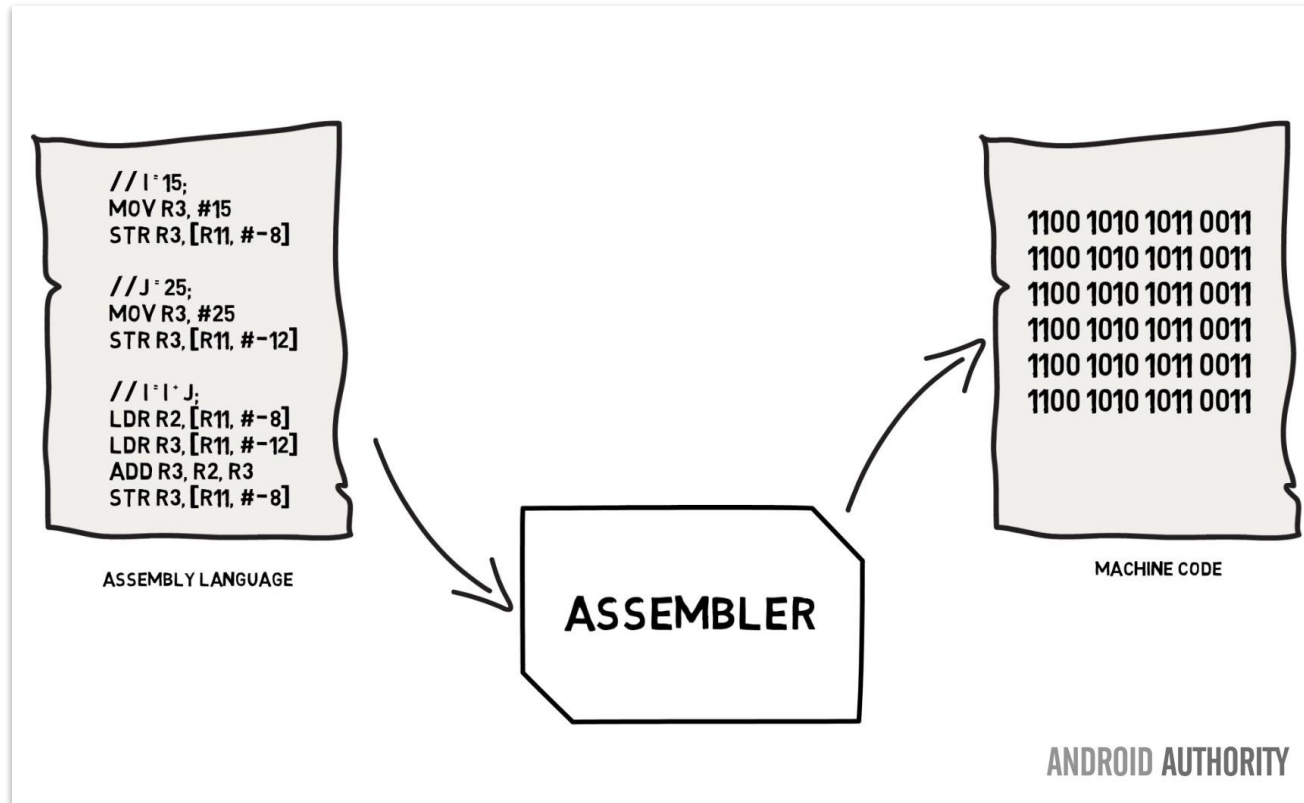 // I = 15;
MOV R3, #15
STR R3, [R11, #-8]
//J = 25;
MOV R3, #25
STR R3, [R11, #-12]
// I = I + J;
LDR R2, [R11, #-8]
LDR R3, [R11, #-12]
ADD R3, R2, R3
STR R3, [R11, #-8]
ASSEMBLY LANGUAGE
ASSEMBLER
1100 1010 1011 0011
1100 1010 1011 0011
1100 1010 1011 0011
1100 1010 1011 0011
1100 1010 1011 0011
1100 1010 1011 0011
MACHINE CODE
ANDROID AUTHORITY